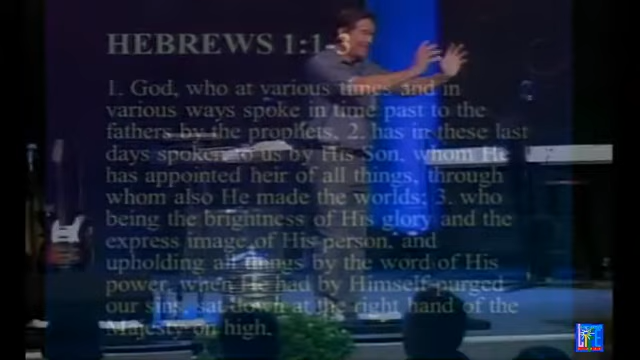 HEBREWS 1:1-3
1. God, who at various times and in
various ways spoke in time past to the
fathers by the prophets, 2. has in these last
days spoken to us by His Son, whom He
has appointed heir of all things, through
whom also He made the worlds; 3. who
being the brightness of His glory and the
express image of His person, and
upholding all things by the word of His
power, when He had by Himself purged
our sins, sat down at the right hand of the
Majesty on high.